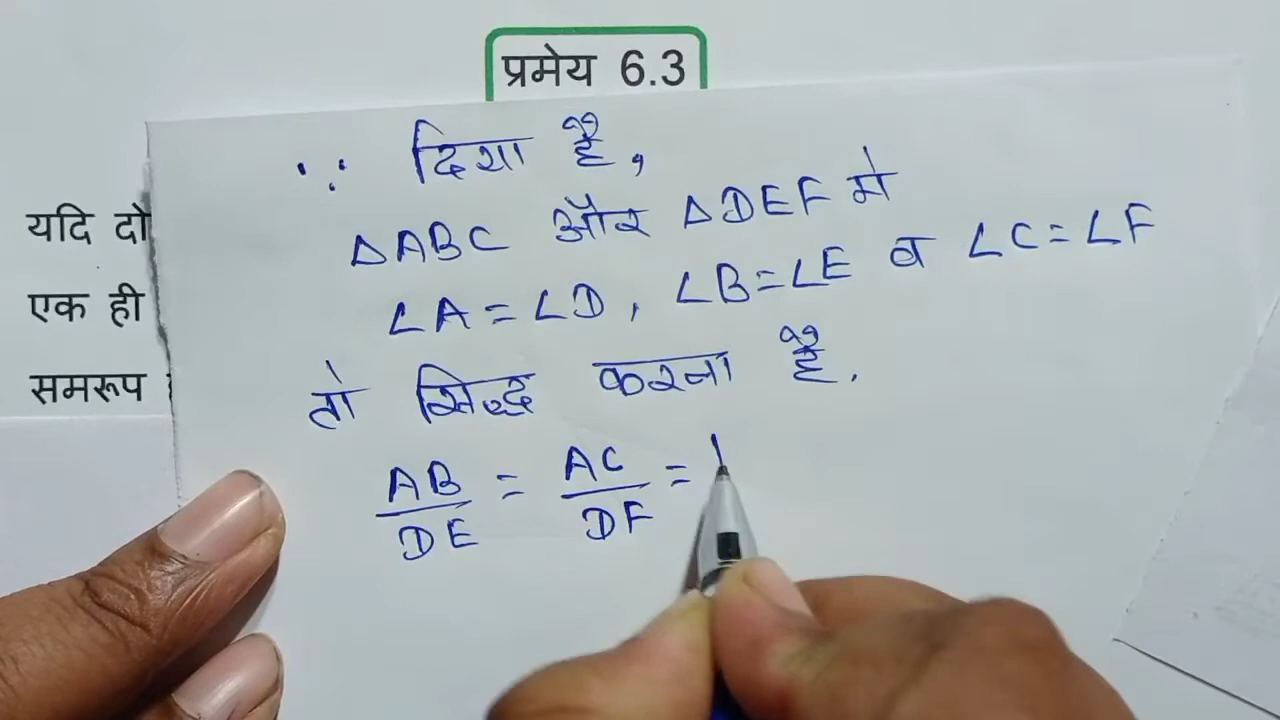 प्रमेय 6.3
∵ दिया है,
यदि दो
△ABC और △DEF मे
एक ही
∠A = ∠D, ∠B = ∠E व ∠C = ∠F
समरूप
तो सिद्ध करना है.
AB/DE = AC/DF =